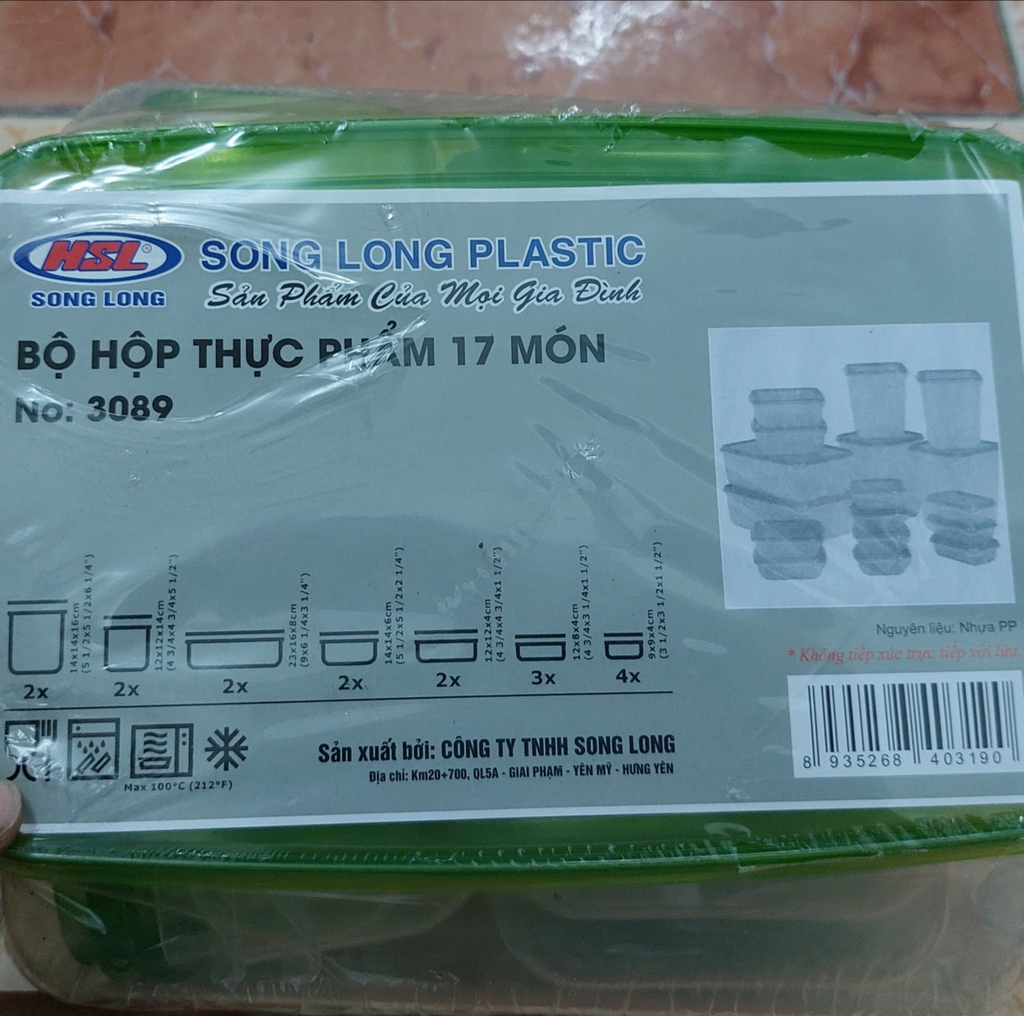 HSL®
SONG LONG
SONG LONG PLASTIC
Sản Phẩm Của Mọi Gia Đình
BỘ HỘP THỰC PHẨM 17 MÓN
No: 3089
14x14x16cm
(5 1/2x5 1/2x6 1/4")
2x
12x12x14cm
(4 3/4x4 3/4x5 1/2")
2x
23x16x8cm
(9x6 1/4x3 1/4")
2x
14x14x6cm
(5 1/2x5 1/2x2 1/4")
2x
12x12x4cm
(4 3/4x4 3/4x1 1/2")
2x
12x8x4cm
(4 3/4x3 1/4x1 1/2")
3x
9x9x4cm
(3 1/2x3 1/2x1 1/2")
4x
Nguyên liệu: Nhựa PP
* Không tiếp xúc trực tiếp với lửa
8 935268 403190
Max 100°C (212°F)
Sản xuất bởi: CÔNG TY TNHH SONG LONG
Địa chỉ: Km20+700, QL5A - GIAI PHẠM - YÊN MỸ - HƯNG YÊN